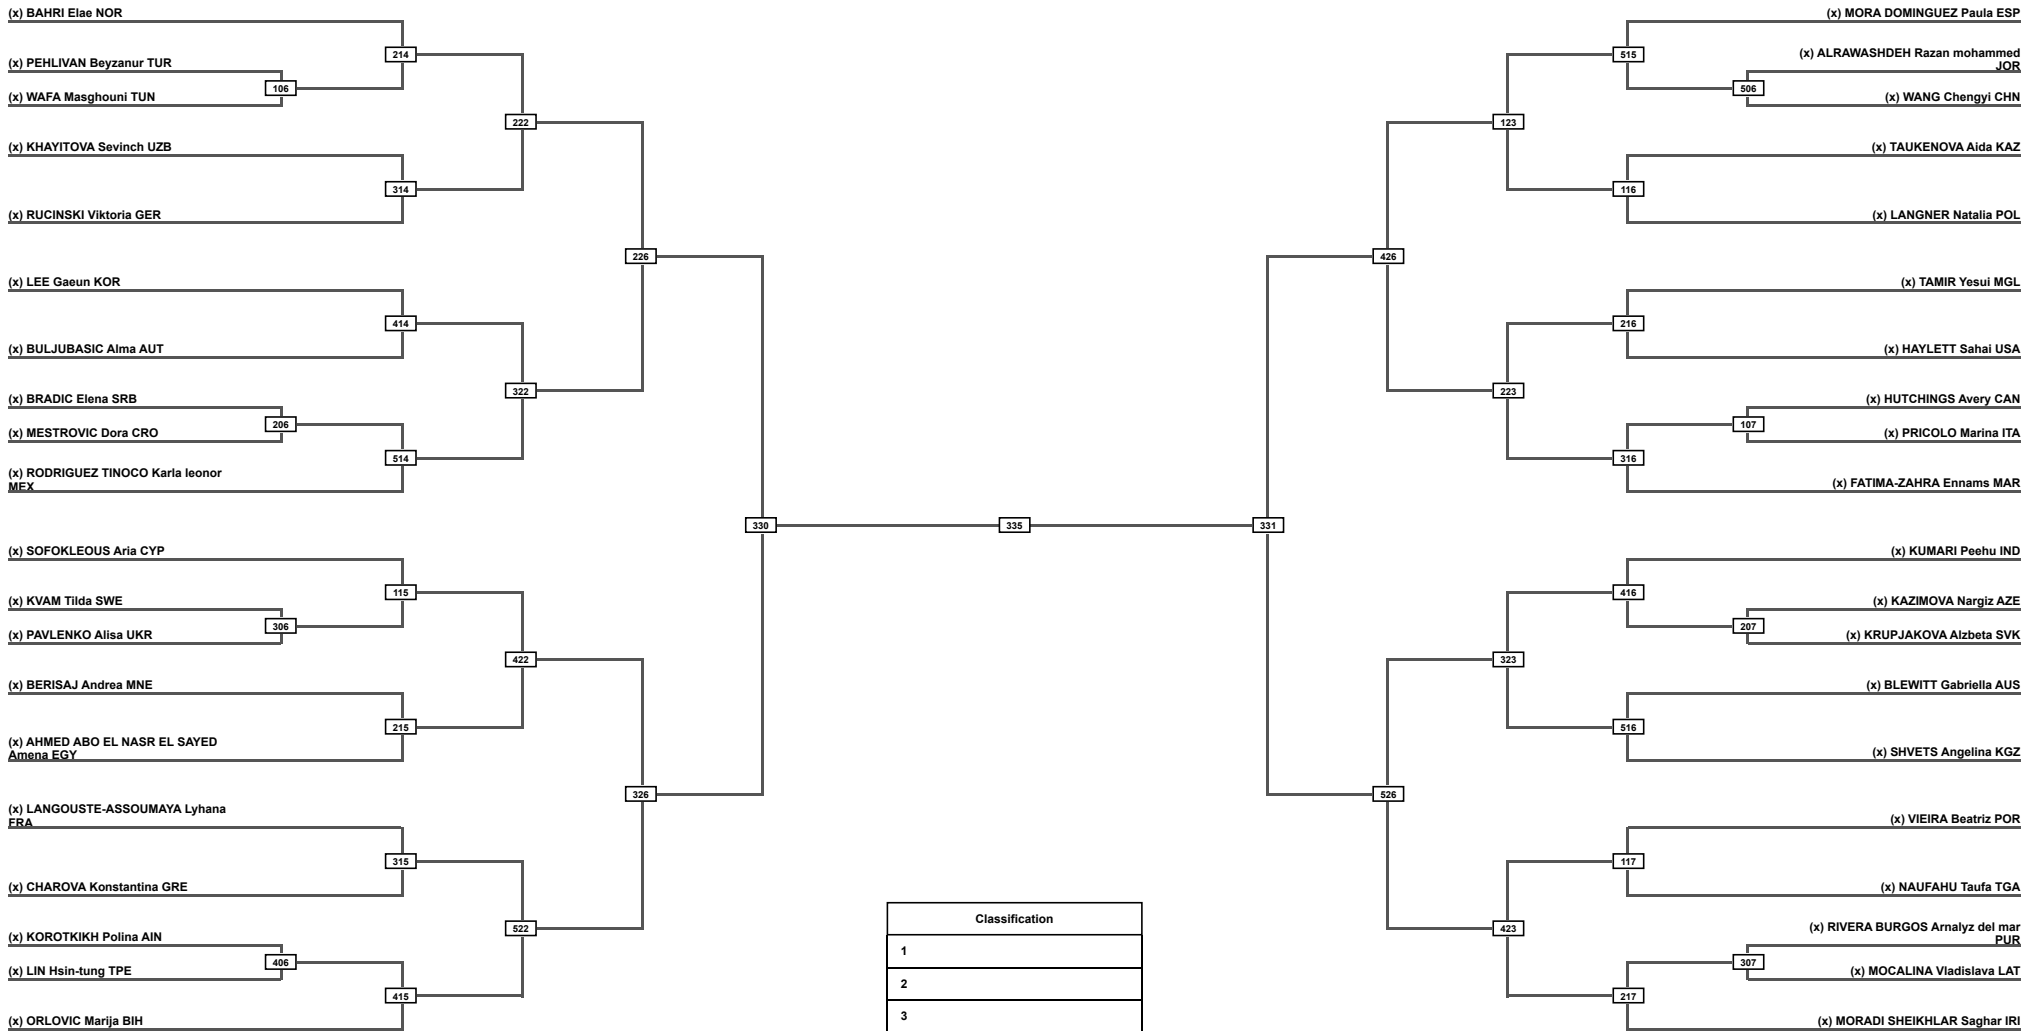 (x) BAHRI Elae NOR
214
(x) PEHLIVAN Beyzanur TUR
106
(x) WAFA Masghouni TUN
222
(x) KHAYITOVA Sevinch UZB
314
(x) RUCINSKI Viktoria GER
226
(x) LEE Gaeun KOR
414
(x) BULJUBASIC Alma AUT
322
(x) BRADIC Elena SRB
206
(x) MESTROVIC Dora CRO
514
(x) RODRIGUEZ TINOCO Karla leonor
MEX
330
335
331
(x) SOFOKLEOUS Aria CYP
115
(x) KVAM Tilda SWE
306
(x) PAVLENKO Alisa UKR
422
(x) BERISAJ Andrea MNE
215
(x) AHMED ABO EL NASR EL SAYED
Amena EGY
326
(x) LANGOUSTE-ASSOUMAYA Lyhana
FRA
315
(x) CHAROVA Konstantina GRE
522
(x) KOROTKIKH Polina AIN
406
(x) LIN Hsin-tung TPE
415
(x) ORLOVIC Marija BIH
(x) MORA DOMINGUEZ Paula ESP
515
(x) ALRAWASHDEH Razan mohammed
JOR
506
(x) WANG Chengyi CHN
123
(x) TAUKENOVA Aida KAZ
116
(x) LANGNER Natalia POL
426
(x) TAMIR Yesui MGL
216
(x) HAYLETT Sahai USA
223
(x) HUTCHINGS Avery CAN
107
(x) PRICOLO Marina ITA
316
(x) FATIMA-ZAHRA Ennams MAR
(x) KUMARI Peehu IND
416
(x) KAZIMOVA Nargiz AZE
207
(x) KRUPJAKOVA Alzbeta SVK
323
(x) BLEWITT Gabriella AUS
516
(x) SHVETS Angelina KGZ
526
(x) VIEIRA Beatriz POR
117
(x) NAUFAHU Taufa TGA
423
(x) RIVERA BURGOS Arnalyz del mar
PUR
307
(x) MOCALINA Vladislava LAT
217
(x) MORADI SHEIKHLAR Saghar IRI
Classification
1
2
3